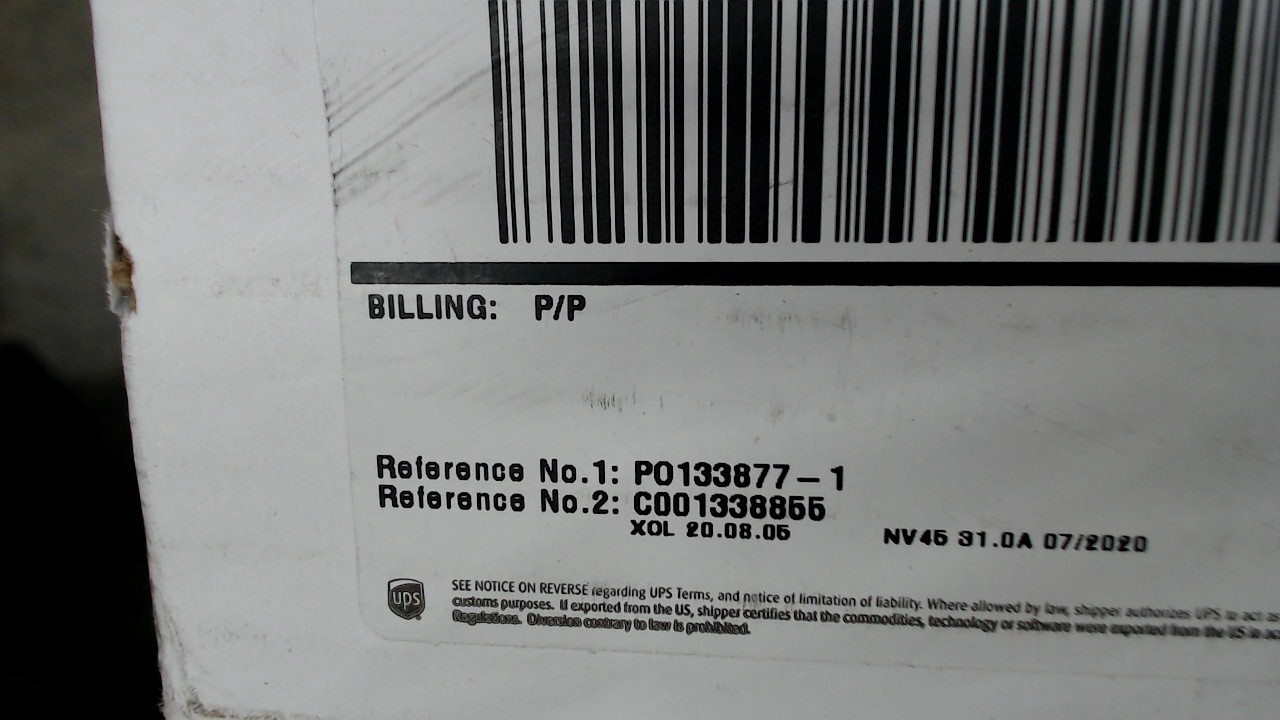 BILLING: P/P
Reference No.1: PO133877-1
Reference No.2: C001338855
XOL 20.08.05 NV45 31.0A 07/2020
ups
SEE NOTICE ON REVERSE regarding UPS Terms, and notice of limitation of liability. Where allowed by law, shipper authorizes UPS to act as
customs purposes. If exported from the US, shipper certifies that the commodities, technology or software were exported from the US in
Regulations. Diversion contrary to law is prohibited.